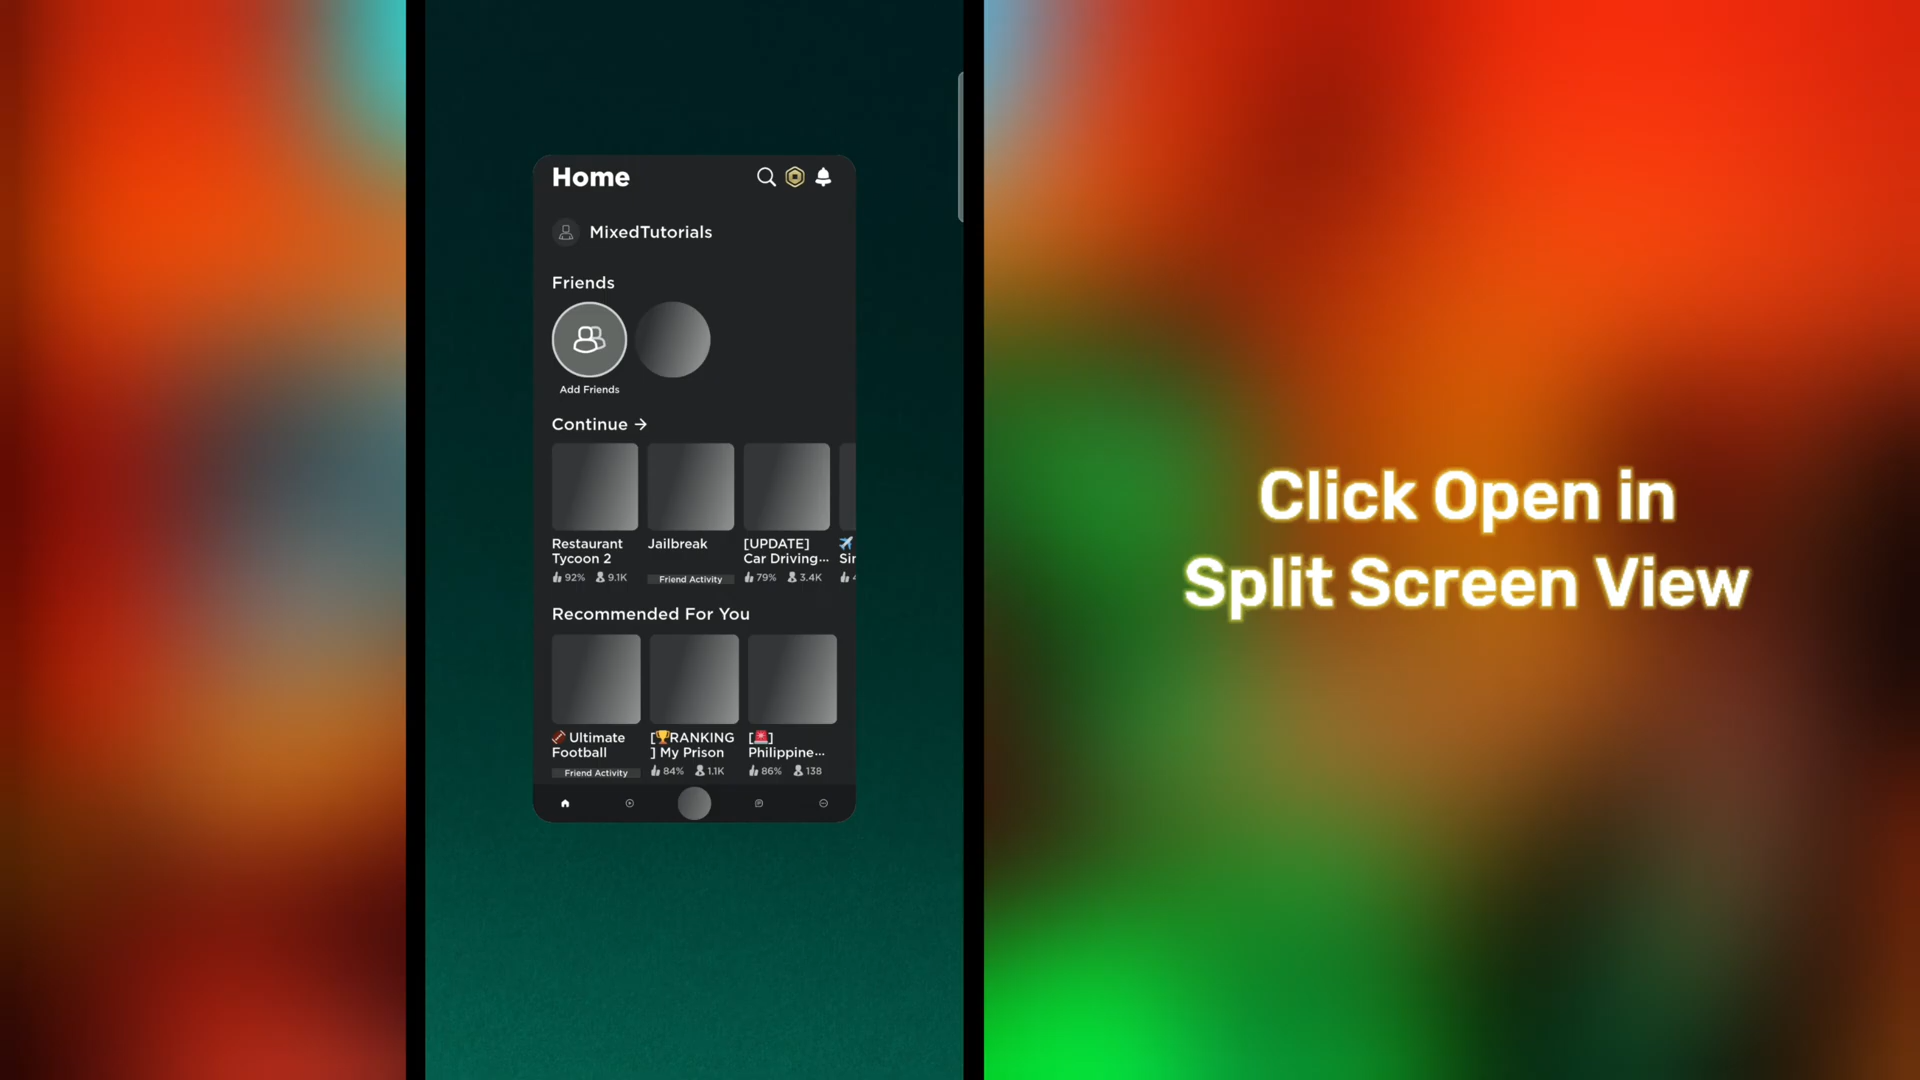 Home
MixedTutorials
Friends
Add Friends
Continue →
Restaurant
Tycoon 2
92% 9.1K
Jailbreak
Friend Activity
[UPDATE]
Car Driving...
79% 3.4K
✈️
Sir
4
Recommended For You
🏈 Ultimate
Football
Friend Activity
[🏆RANKING
] My Prison
84% 1.1K
[🚨]
Philippine...
86% 138
Click Open in
Split Screen View